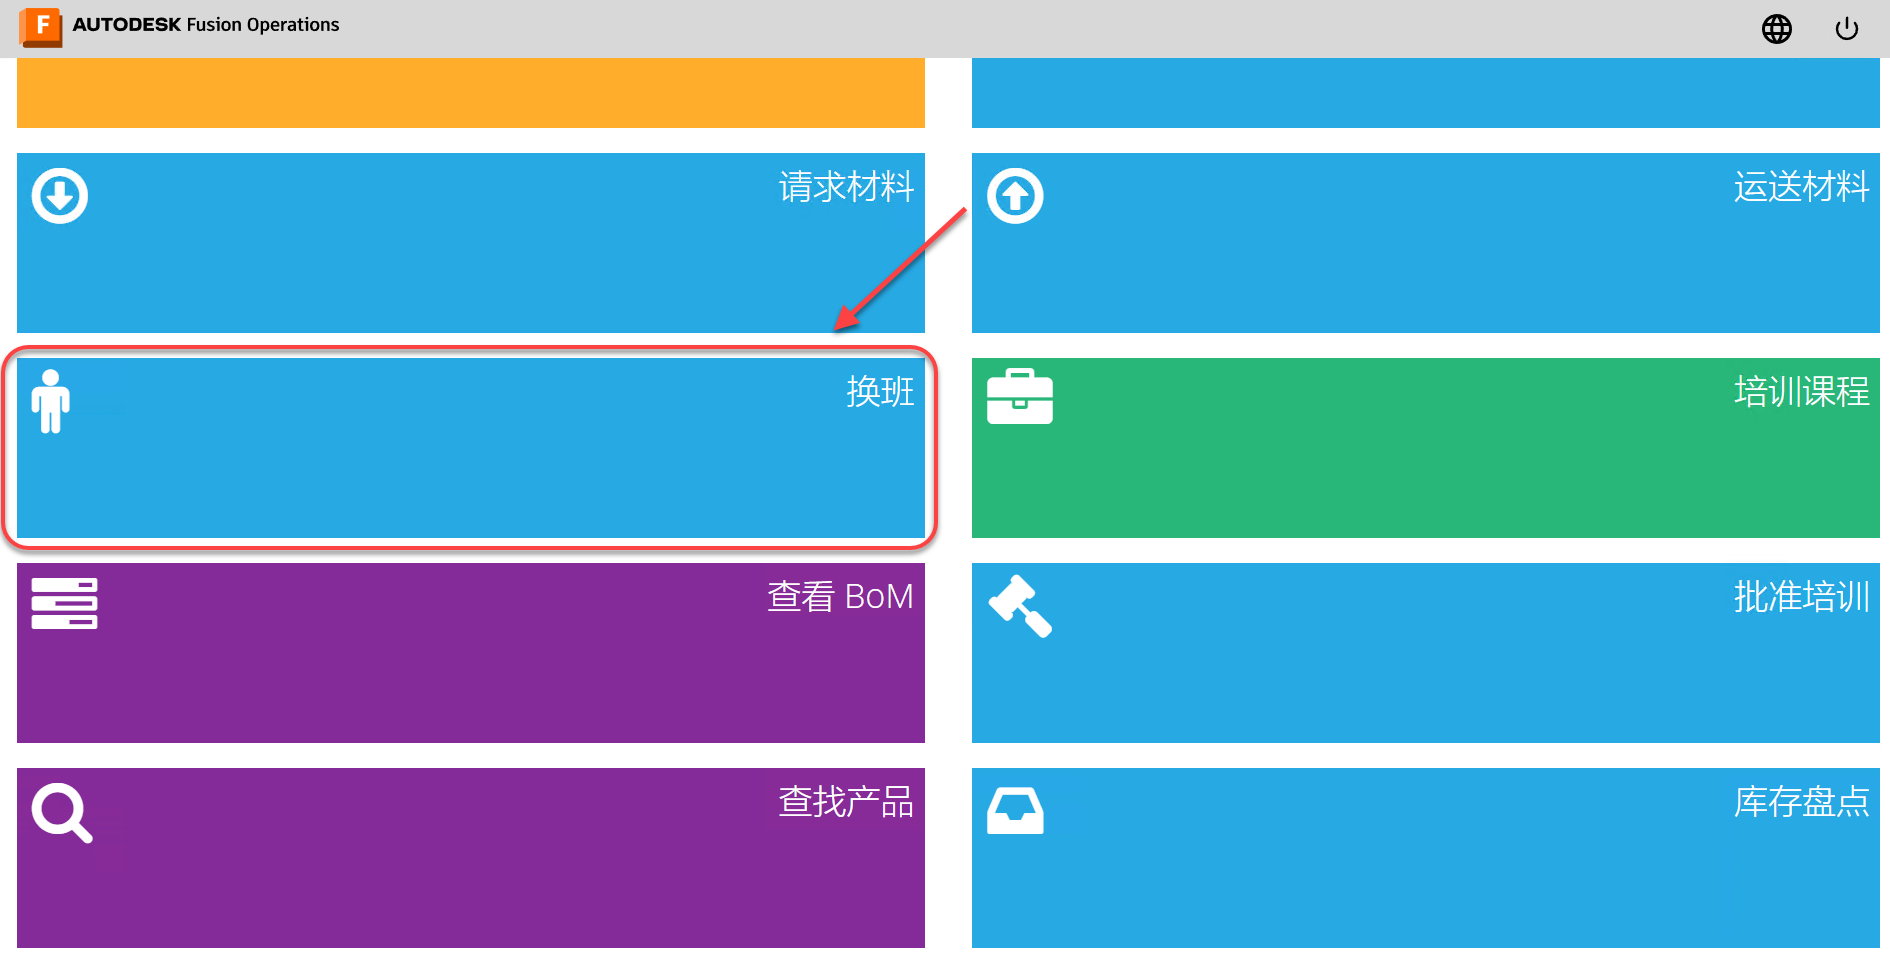 F AUTODESK Fusion Operations
请求材料
运送材料
换班
培训课程
查看 BoM
批准培训
查找产品
库存盘点